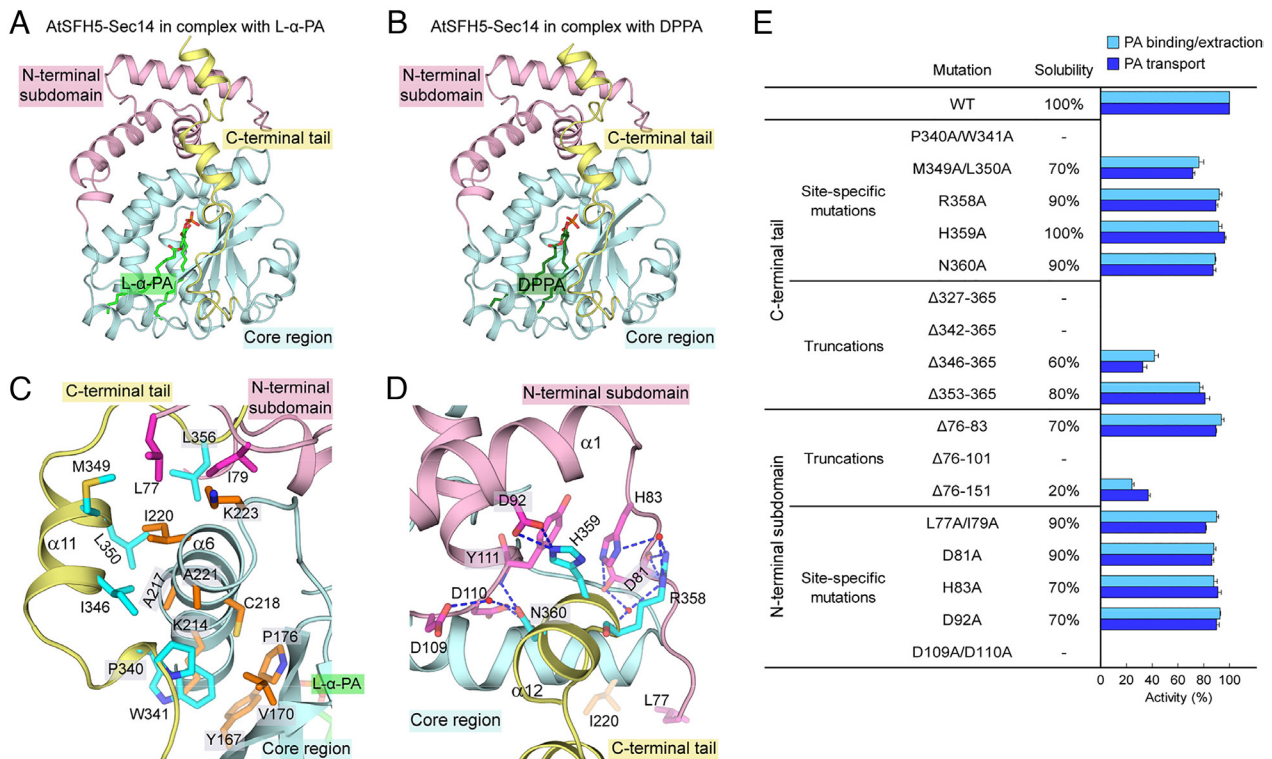 A
AtSFH5-Sec14 in complex with L-α-PA
N-terminal
subdomain
C-terminal tail
L-α-PA
Core region
B
AtSFH5-Sec14 in complex with DPPA
N-terminal
subdomain
C-terminal tail
DPPA
Core region
C
C-terminal tail
N-terminal
subdomain
L356
M349
L77
I79
K223
I220
α11
L350
α6
A221
I346
A217
C218
K214
P176
P340
L-α-PA
W341
V170
Y167
Core region
D
N-terminal subdomain
α1
D92
H83
H359
Y111
D81
D110
R358
N360
D109
α12
L77
Core region
I220
C-terminal tail
E
PA binding/extraction
PA transport
Mutation Solubility
WT 100%
C-terminal tail
Site-specific
mutations
P340A/W341A -
M349A/L350A 70%
R358A 90%
H359A 100%
N360A 90%
Truncations
Δ327-365 -
Δ342-365 -
Δ346-365 60%
Δ353-365 80%
N-terminal subdomain
Truncations
Δ76-83 70%
Δ76-101 -
Δ76-151 20%
Site-specific
mutations
L77A/I79A 90%
D81A 90%
H83A 70%
D92A 70%
D109A/D110A -
0 20 40 60 80 100
Activity (%)